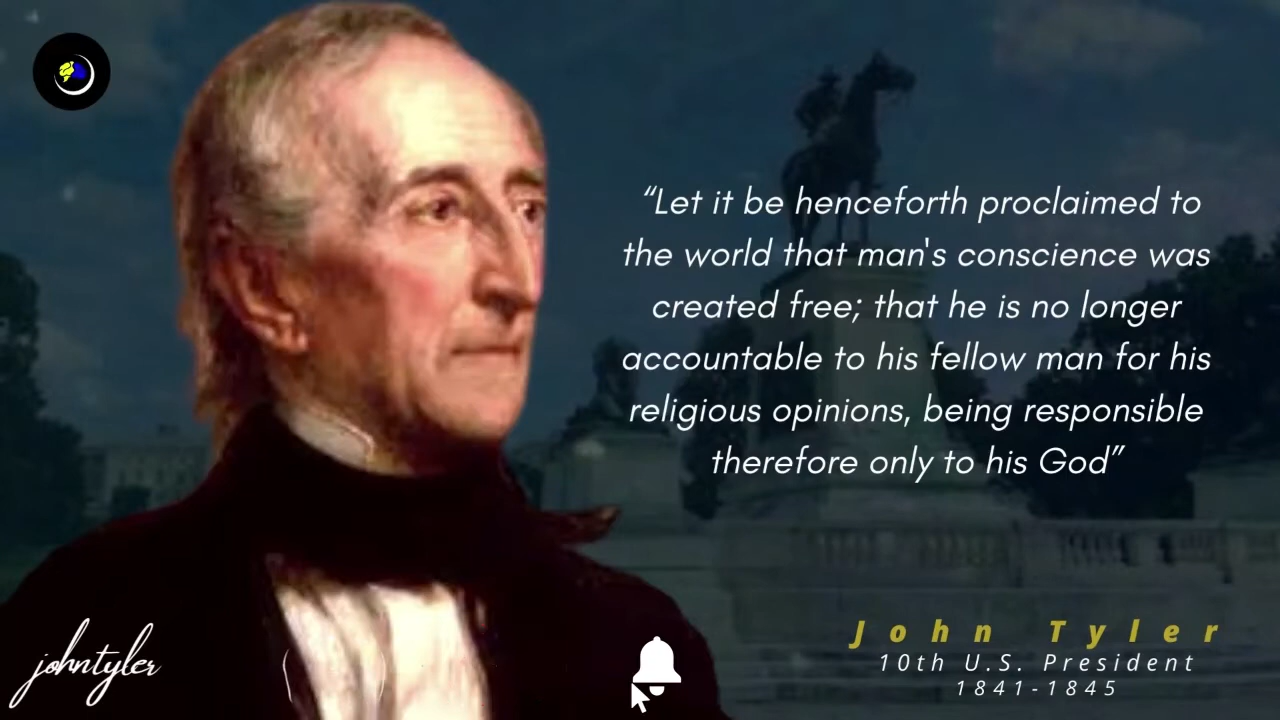 “Let it be henceforth proclaimed to
the world that man's conscience was
created free; that he is no longer
accountable to his fellow man for his
religious opinions, being responsible
therefore only to his God”
John Tyler
10th U.S. President
1841-1845
johntyler